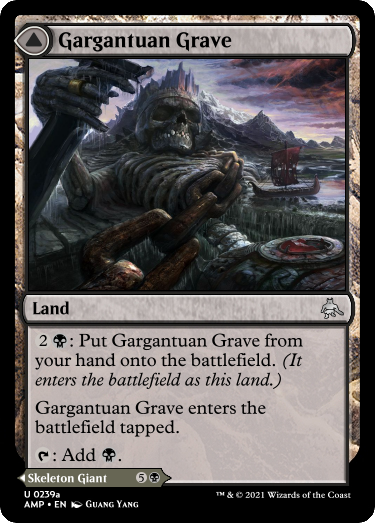 Gargantuan Grave
Land
2 : Put Gargantuan Grave from
your hand onto the battlefield. (It
enters the battlefield as this land.)
Gargantuan Grave enters the
battlefield tapped.
: Add .
Skeleton Giant 5
U 0239a
AMP • EN Guang Yang
™ & © 2021 Wizards of the Coast